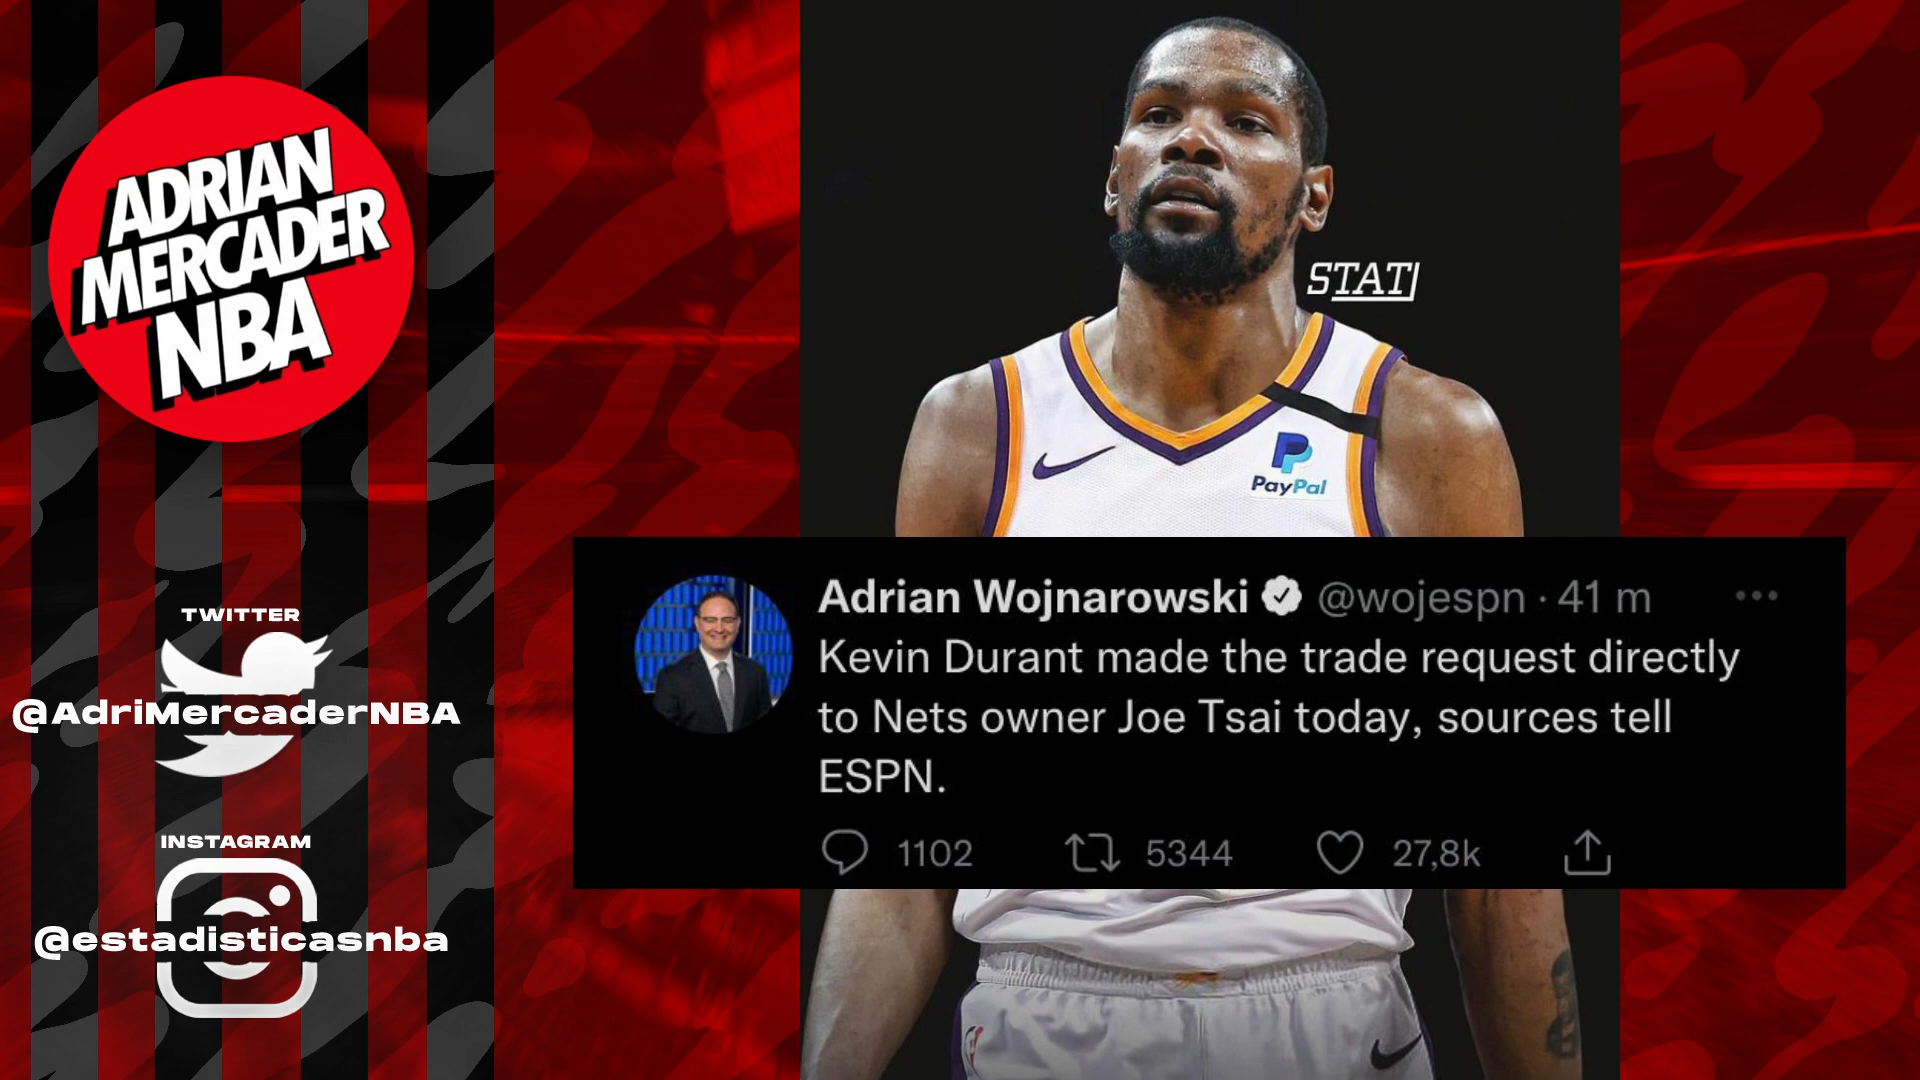 ADRIAN
MERCADER
NBA
TWITTER
@AdriMercaderNBA
INSTAGRAM
@estadisticasnba
STAT
PayPal
Adrian Wojnarowski @wojespn · 41 m
Kevin Durant made the trade request directly
to Nets owner Joe Tsai today, sources tell
ESPN.
1102 5344 27,8k